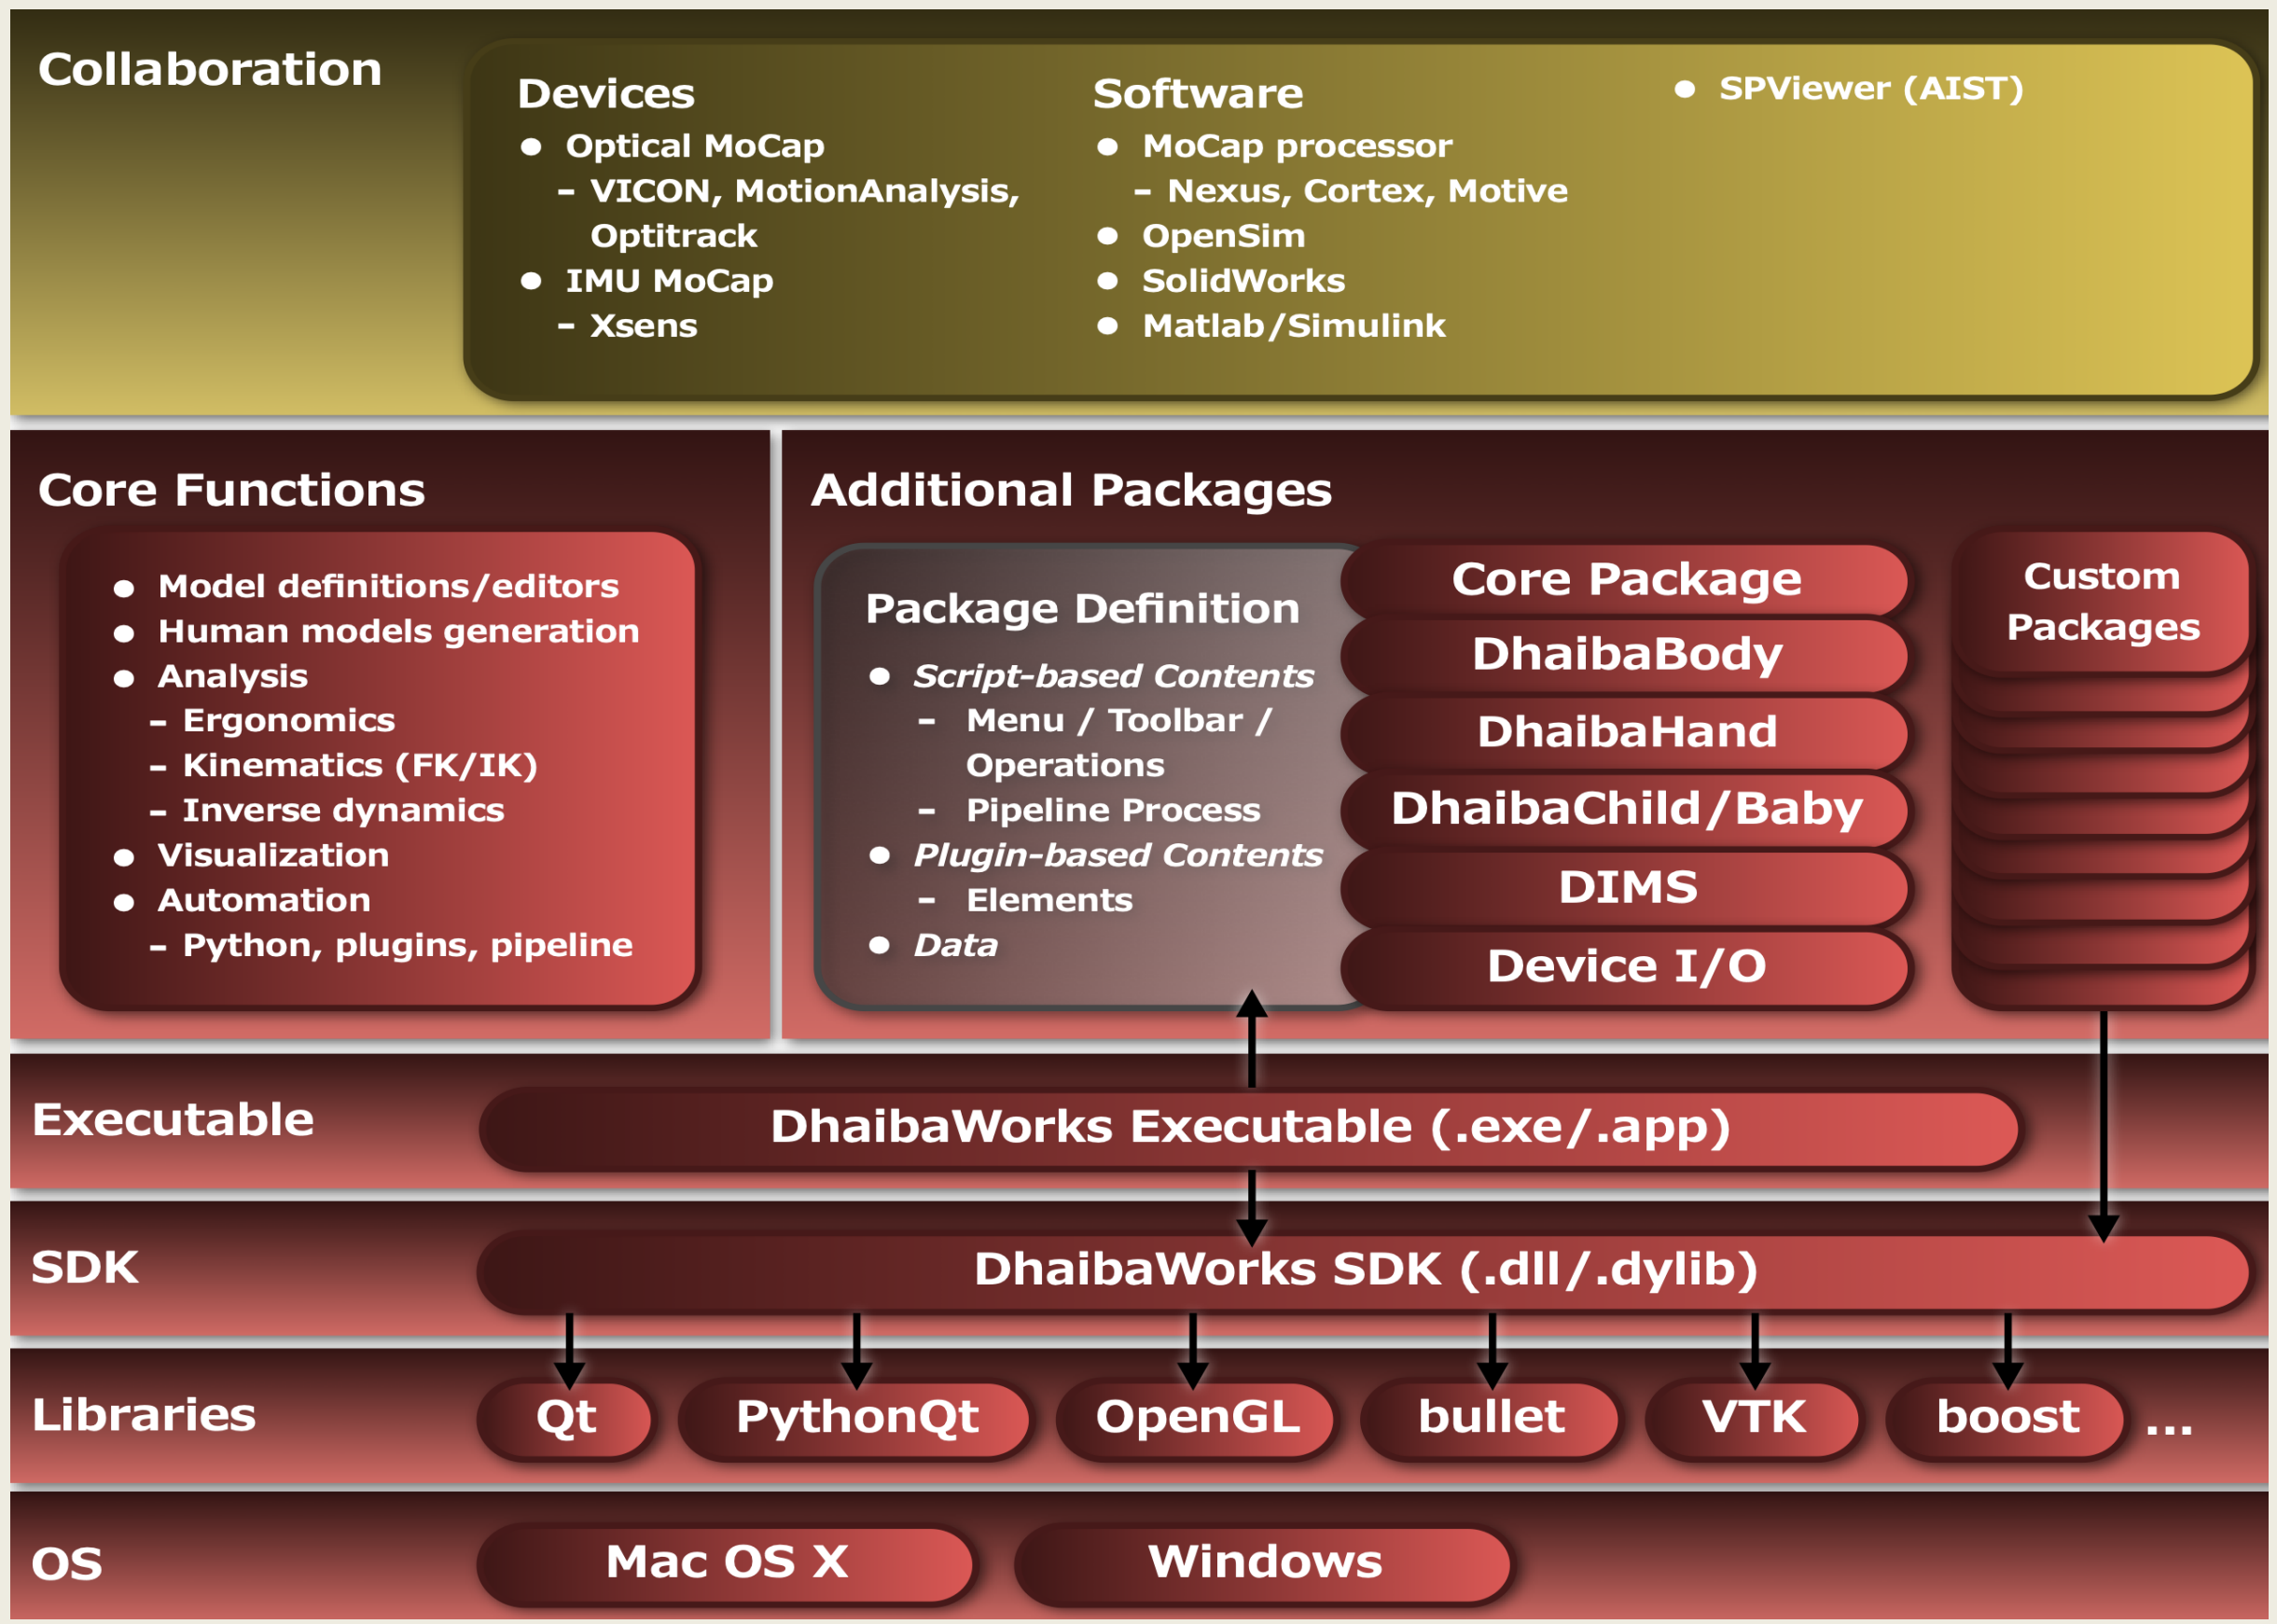 Collaboration
Devices
● Optical MoCap
– VICON, MotionAnalysis,
Optitrack
● IMU MoCap
– Xsens
Software
● MoCap processor
– Nexus, Cortex, Motive
● OpenSim
● SolidWorks
● Matlab/Simulink
● SPViewer (AIST)
Core Functions
● Model definitions/editors
● Human models generation
● Analysis
– Ergonomics
– Kinematics (FK/IK)
– Inverse dynamics
● Visualization
● Automation
– Python, plugins, pipeline
Additional Packages
Package Definition
● Script-based Contents
– Menu / Toolbar /
Operations
– Pipeline Process
● Plugin-based Contents
– Elements
● Data
Core Package
DhaibaBody
DhaibaHand
DhaibaChild/Baby
DIMS
Device I/O
Custom
Packages
Executable
DhaibaWorks Executable (.exe/.app)
SDK
DhaibaWorks SDK (.dll/.dylib)
Libraries
Qt
PythonQt
OpenGL
bullet
VTK
boost
...
OS
Mac OS X
Windows